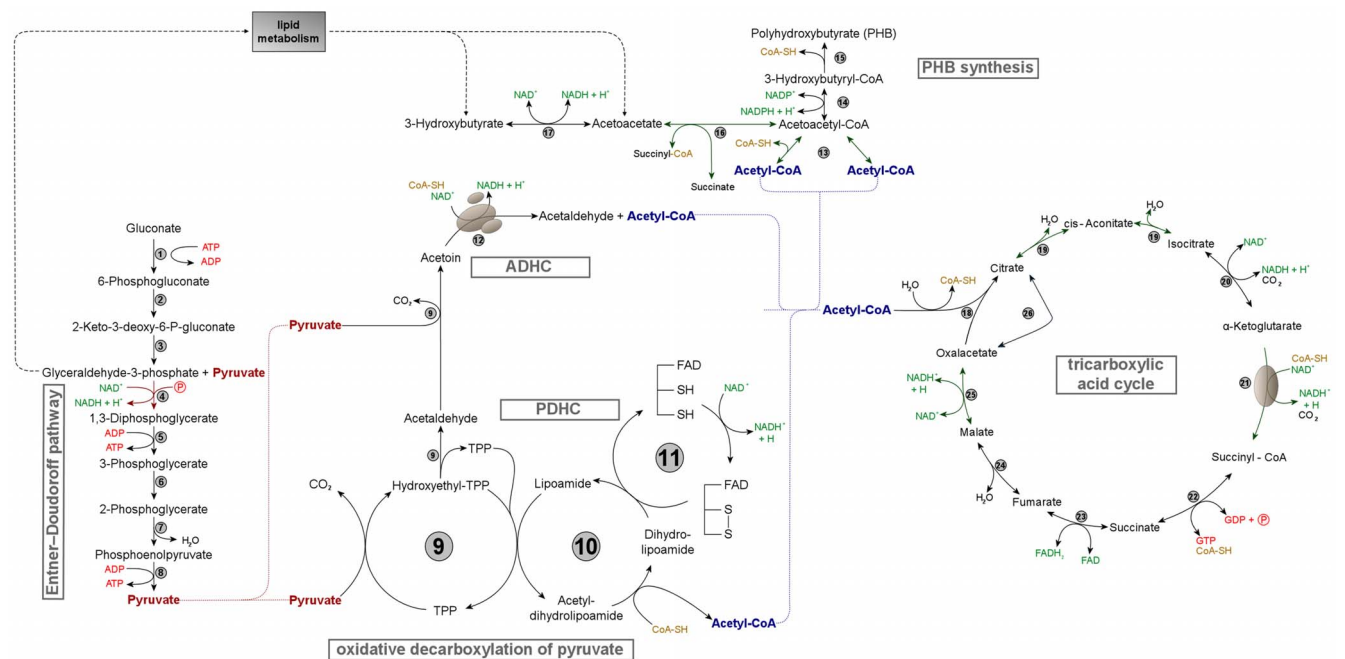 lipid
metabolism
Polyhydroxybutyrate (PHB)
CoA-SH
15
3-Hydroxybutyryl-CoA
PHB synthesis
NADP⁺
14
NADPH + H⁺
NAD⁺
NADH + H⁺
3-Hydroxybutyrate
17
Acetoacetate
16
Acetoacetyl-CoA
Succinyl-CoA
Succinate
CoA-SH
13
Acetyl-CoA
Acetyl-CoA
CoA-SH
NAD⁺
NADH + H⁺
12
Acetaldehyde + Acetyl-CoA
Acetoin
ADHC
CO₂
9
Pyruvate
Acetaldehyde
9
TPP
Gluconate
1
ATP
ADP
6-Phosphogluconate
2
2-Keto-3-deoxy-6-P-gluconate
3
Glyceraldehyde-3-phosphate + Pyruvate
NAD⁺
P
NADH + H⁺
4
1,3-Diphosphoglycerate
ADP
ATP
5
3-Phosphoglycerate
6
2-Phosphoglycerate
7
H₂O
Phosphoenolpyruvate
ADP
ATP
8
Pyruvate
Entner–Doudoroff pathway
Pyruvate
CO₂
Hydroxyethyl-TPP
9
TPP
PDHC
Lipoamide
10
Acetyl-
dihydrolipoamide
Dihydro-
lipoamide
CoA-SH
Acetyl-CoA
11
FAD
SH
SH
NAD⁺
NADH⁺
+ H
FAD
S
S
oxidative decarboxylation of pyruvate
Acetyl-CoA
H₂O
CoA-SH
18
Citrate
H₂O
19
cis-Aconitate
H₂O
19
Isocitrate
NAD⁺
20
NADH + H⁺
CO₂
α-Ketoglutarate
CoA-SH
NAD⁺
21
NADH⁺
+ H
CO₂
Succinyl - CoA
22
GDP + P
GTP
CoA-SH
Succinate
23
FADH₂
FAD
Fumarate
H₂O
24
Malate
NADH⁺
+ H
25
NAD⁺
Oxalacetate
26
tricarboxylic
acid cycle